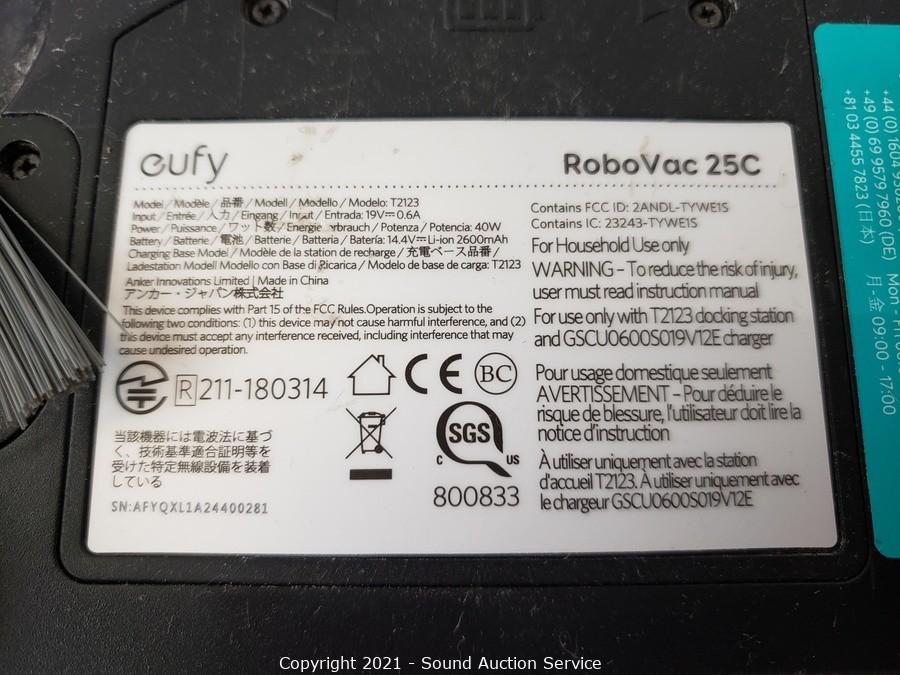 eufy
RoboVac 25C
Model / Modèle / 品番 / Modell / Modello / Modelo: T2123
Input / Entrée / 入力 / Eingang / Input / Entrada: 19V⎓0.6A
Power / Puissance / ワット数 / Energie verbrauch / Potenza / Potencia: 40W
Battery / Batterie / 電池 / Batterie / Batteria / Batería: 14.4V⎓Li-ion 2600mAh
Charging Base Model / Modèle de la station de recharge / 充電ベース品番 /
Ladestation Modell Modello con Base di Ricarica / Modelo de base de carga: T2123
Anker Innovations Limited | Made in China
アンカー・ジャパン株式会社
This device complies with Part 15 of the FCC Rules.Operation is subject to the
following two conditions: (1) this device may not cause harmful interference, and (2)
this device must accept any interference received, including interference that may
cause undesired operation.
R 211-180314
当該機器には電波法に基づ
く、技術基準適合証明等を
受けた特定無線設備を装着
している
SN:AFYQXL1A24400281
CE
BC
SGS
C US
800833
Contains FCC ID: 2ANDL-TYWE1S
Contains IC: 23243-TYWE1S
For Household Use only
WARNING – To reduce the risk of injury,
user must read instruction manual
For use only with T2123 docking station
and GSCU0600S019V12E charger
Pour usage domestique seulement
AVERTISSEMENT – Pour déduire le
risque de blessure, l'utilisateur doit lire la
notice d'instruction
À utiliser uniquement avec la station
d'accueil T2123. À utiliser uniquement avec
le chargeur GSCU0600S019V12E
+49 (0) 69 9579 7960 (DE)
+81 03 4455 7823 (日本)
月-金 09:00 - 17:00
Copyright 2021 - Sound Auction Service